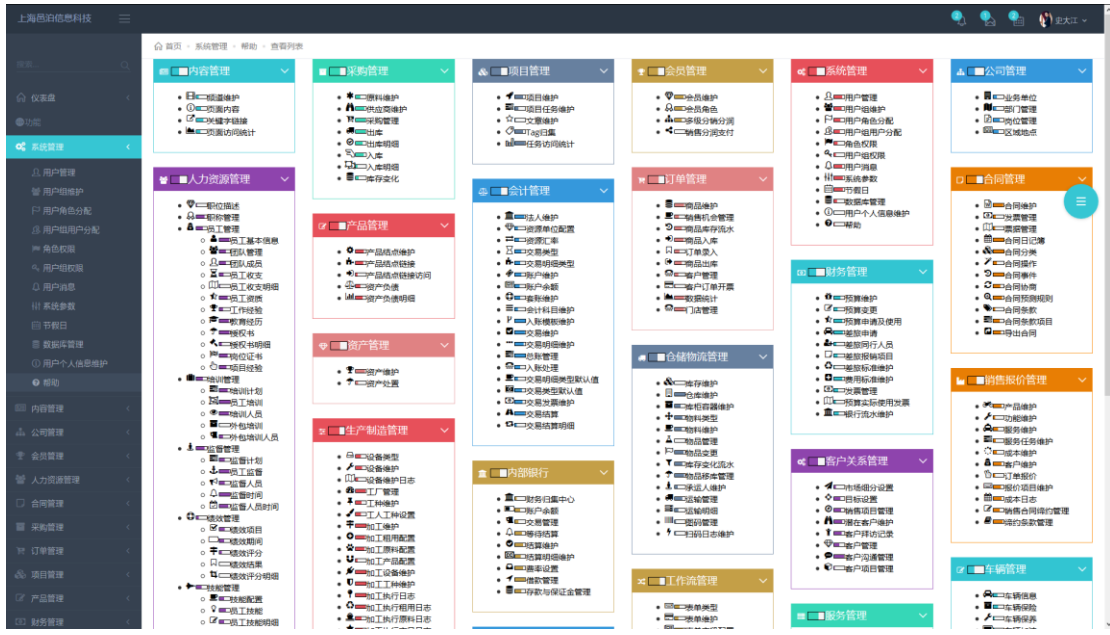 上海邑泊信息科技
史大江
首页 - 系统管理 - 帮助 - 查看列表
搜索...
仪表盘
功能
系统管理
用户管理
用户组维护
用户角色分配
用户组用户分配
角色权限
用户组权限
用户消息
系统参数
节假日
数据库管理
用户个人信息维护
帮助
内容管理
公司管理
会员管理
人力资源管理
合同管理
采购管理
订单管理
项目管理
产品管理
财务管理
内容管理
频道维护
页面内容
关键字链接
页面访问统计
人力资源管理
职位描述
职称管理
员工管理
员工基本信息
团队管理
团队成员
员工收支
员工收支明细
员工资质
工作经验
教育经历
授权书
授权书明细
岗位证书
项目经验
培训管理
培训计划
员工培训
培训人员
外包培训
外包培训人员
监督管理
监督计划
员工监督
监督人员
监督时间
监督人员时间
绩效管理
绩效项目
绩效期间
绩效评分
绩效结果
绩效评分明细
技能管理
技能配置
员工技能
员工技能明细
采购管理
原料维护
供应商维护
采购管理
出库
出库明细
入库
入库明细
库存变化
产品管理
产品结点维护
产品结点链接
产品结点链接访问
资产负债
资产负债明细
资产管理
资产维护
资产处置
生产制造管理
设备类型
设备维护
设备维护日志
工厂管理
工种维护
工人工种设置
加工维护
加工租用配置
加工原料配置
加工产品配置
加工设备维护
加工工种维护
加工执行日志
加工执行租用日志
加工执行原料日志
项目管理
项目维护
项目任务维护
文章维护
Tag归集
任务访问统计
会计管理
法人维护
资源单位配置
资源汇率
交易类型
交易明细类型
账户维护
账户余额
套账维护
会计科目维护
入账模板维护
交易维护
交易明细维护
总账管理
入账处理
交易明细类型默认值
交易类型默认值
交易发票维护
交易结算
交易结算明细
内部银行
财务归集中心
账户余额
交易管理
等待结算
结算维护
结算明细维护
费率设置
借款管理
存款与保证金管理
会员管理
会员维护
会员角色
多级分销分润
销售分润支付
订单管理
商品维护
销售机会管理
商品库存流水
商品入库
订单录入
商品出库
客户管理
客户订单开票
数据统计
门店管理
仓储物流管理
库存维护
仓库维护
库柜容器维护
物料类型
物料维护
物品管理
物品变更
库存变化流水
物品移库管理
承运人维护
运输管理
运输明细
图码管理
扫码日志维护
工作流管理
表单类型
表单维护
系统管理
用户管理
用户组维护
用户角色分配
用户组用户分配
角色权限
用户组权限
用户消息
系统参数
节假日
数据库管理
用户个人信息维护
帮助
财务管理
预算维护
预算变更
预算申请及使用
差旅申请
差旅同行人员
差旅报销项目
差旅标准维护
费用标准维护
发票管理
预算实际使用发票
银行流水维护
客户关系管理
市场细分设置
目标设置
销售项目管理
潜在客户维护
客户拜访记录
客户管理
客户沟通管理
客户项目管理
服务管理
公司管理
业务单位
部门管理
岗位管理
区域地点
合同管理
合同维护
发票管理
票据管理
合同日记簿
合同分类
合同操作
合同事件
合同协商
合同预测规则
合同条款
合同条款项目
导出合同
销售报价管理
产品维护
功能维护
服务维护
服务任务维护
成本维护
客户维护
订单报价
报价项目维护
成本日志
销售合同缔约管理
缔约条款管理
车辆管理
车辆信息
车辆保险
车辆保养